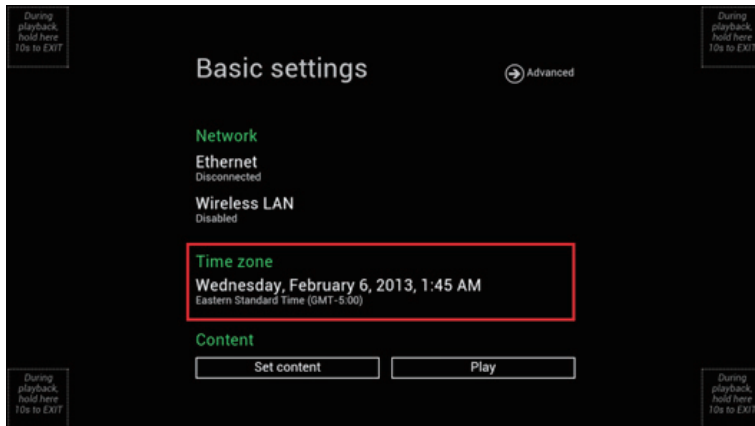 During
playback,
hold here
10s to EXIT
During
playback,
hold here
10s to EXIT
Basic settings
Advanced
Network
Ethernet
Disconnected
Wireless LAN
Disabled
Time zone
Wednesday, February 6, 2013, 1:45 AM
Eastern Standard Time (GMT-5:00)
Content
Set content
Play
During
playback,
hold here
10s to EXIT
During
playback,
hold here
10s to EXIT